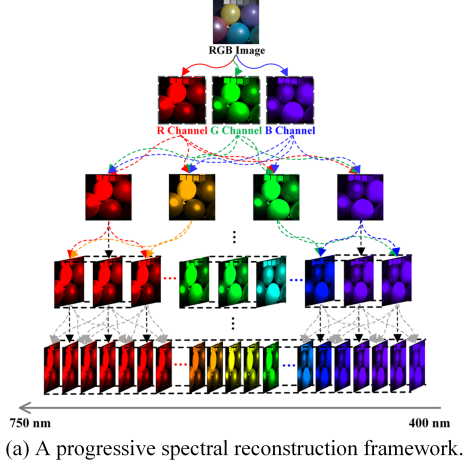 RGB Image
R Channel G Channel B Channel
750 nm 400 nm
(a) A progressive spectral reconstruction framework.